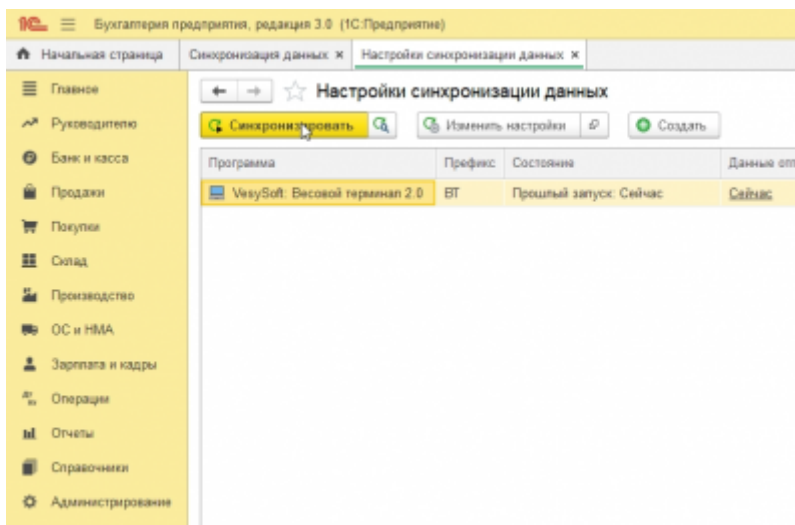 1С Бухгалтерия предприятия, редакция 3.0 (1С:Предприятие)
Начальная страница Синхронизация данных × Настройки синхронизации данных ×
Главное
Руководителю
Банк и касса
Продажи
Покупки
Склад
Производство
ОС и НМА
Зарплата и кадры
Операции
Отчеты
Справочники
Администрирование
Настройки синхронизации данных
Синхронизировать Изменить настройки Создать
Программа Префикс Состояние Данные отп
VesySoft: Весовой терминал 2.0 ВТ Прошлый запуск: Сейчас Сейчас